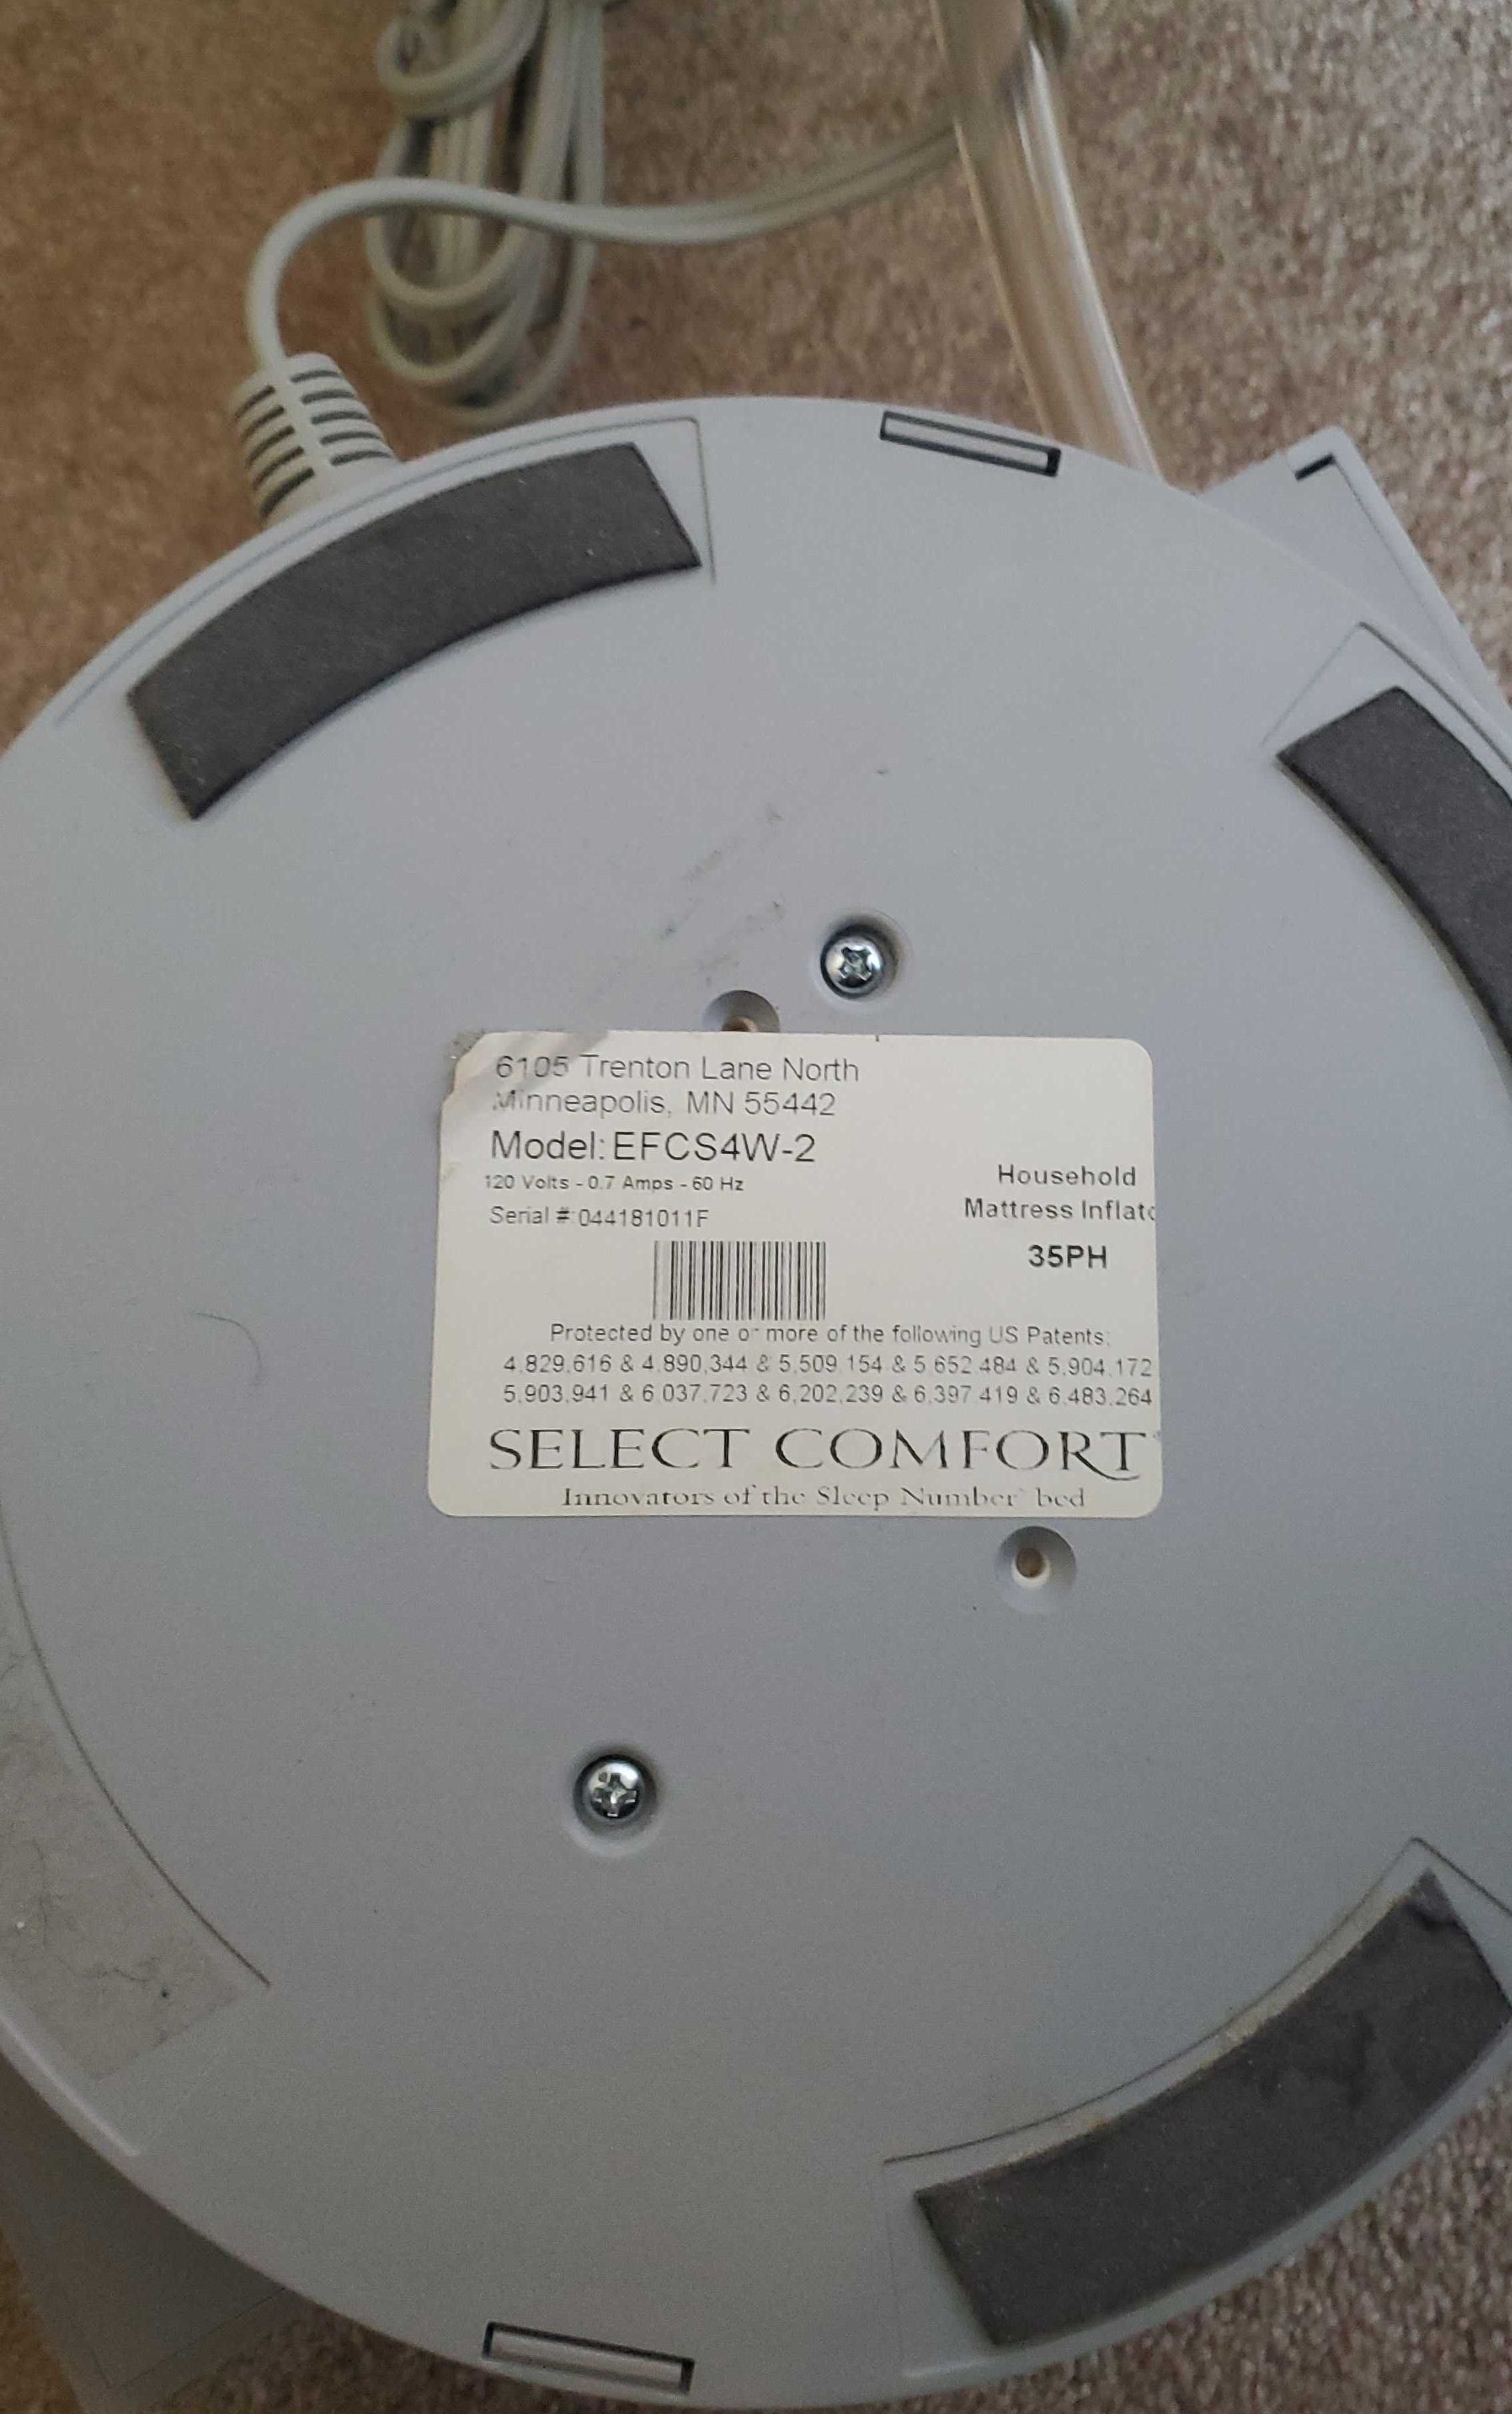 6105 Trenton Lane North
Minneapolis, MN 55442
Model: EFCS4W-2
120 Volts - 0.7 Amps - 60 Hz
Serial #:044181011F
Household
Mattress Inflato
35PH
Protected by one or more of the following US Patents;
4,829,616 & 4,890,344 & 5,509,154 & 5,652,484 & 5,904,172
5,903,941 & 6,037,723 & 6,202,239 & 6,397,419 & 6,483,264
SELECT COMFORT
Innovators of the Sleep Number bed